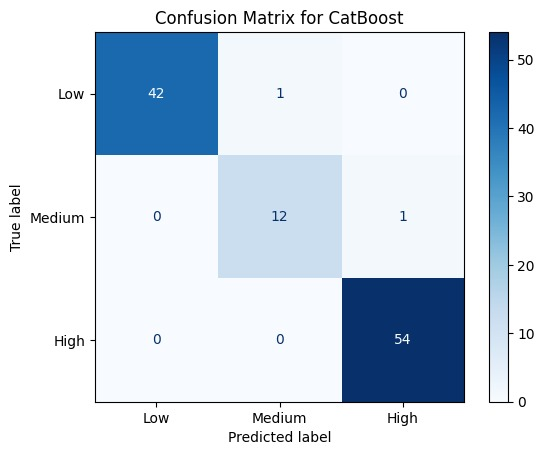 Confusion Matrix for CatBoost
Low 42 1 0
Medium 0 12 1
High 0 0 54
Low Medium High
Predicted label
True label
50
40
30
20
10
0